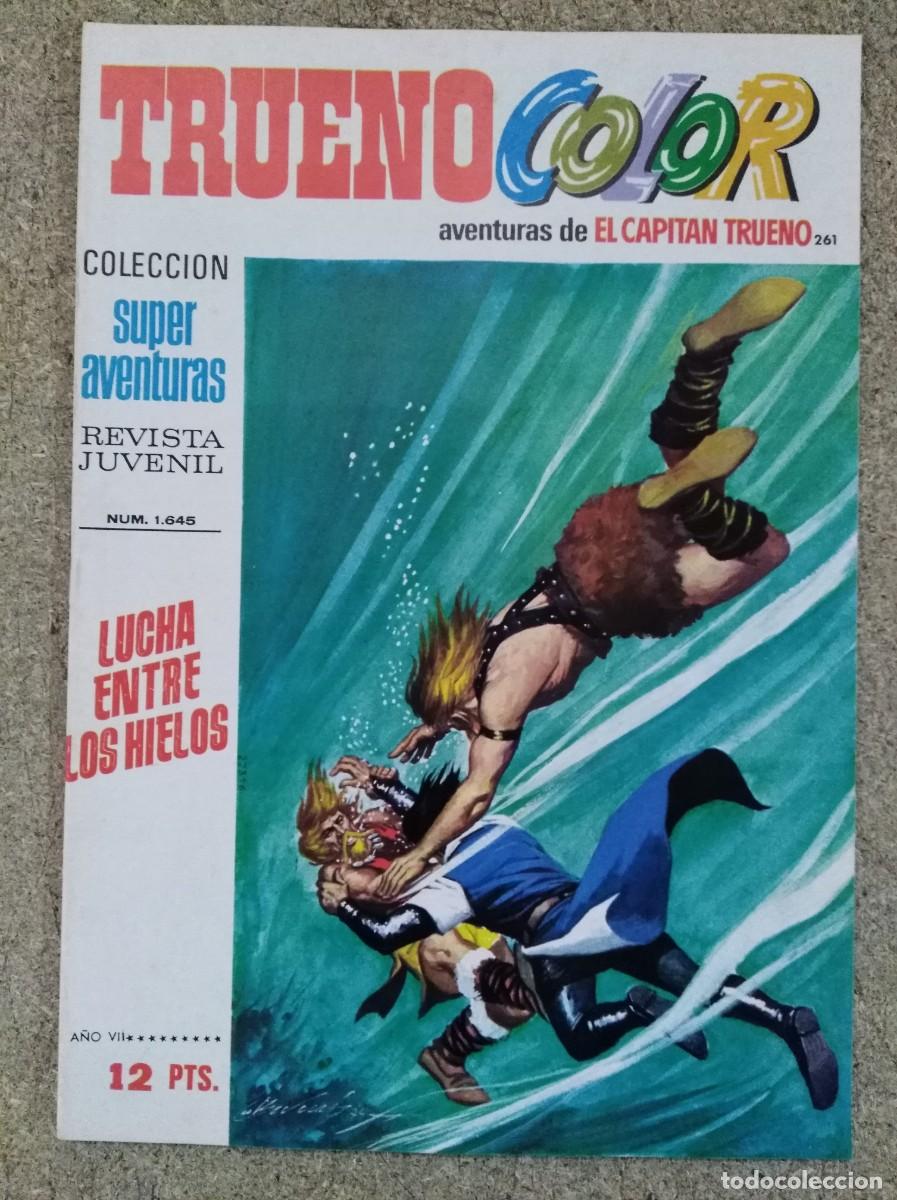 TRUENO COLOR
aventuras de EL CAPITAN TRUENO 261
COLECCION
super
aventuras
REVISTA
JUVENIL
NUM. 1.645
LUCHA
ENTRE
LOS HIELOS
AÑO VII★★★★★★★★★
12 PTS.
todocoleccion